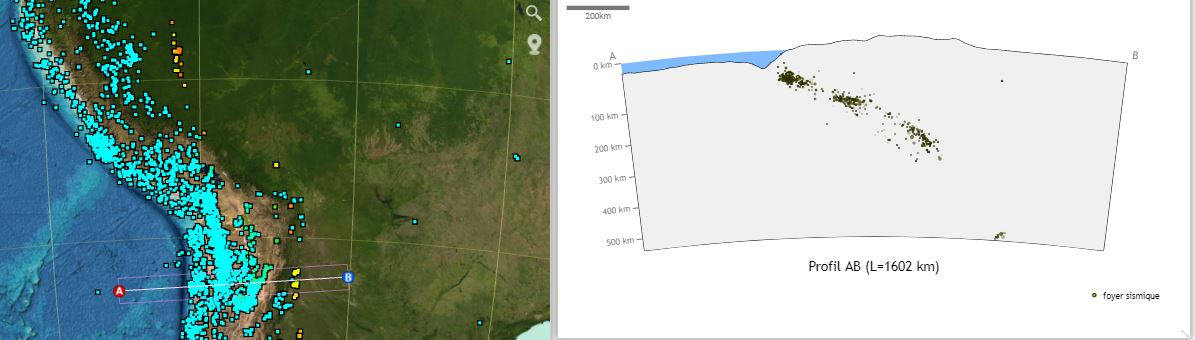 200km
A
B
0 km
100 km
200 km
300 km
400 km
500 km
Profil AB (L=1602 km)
foyer sismique
A
B